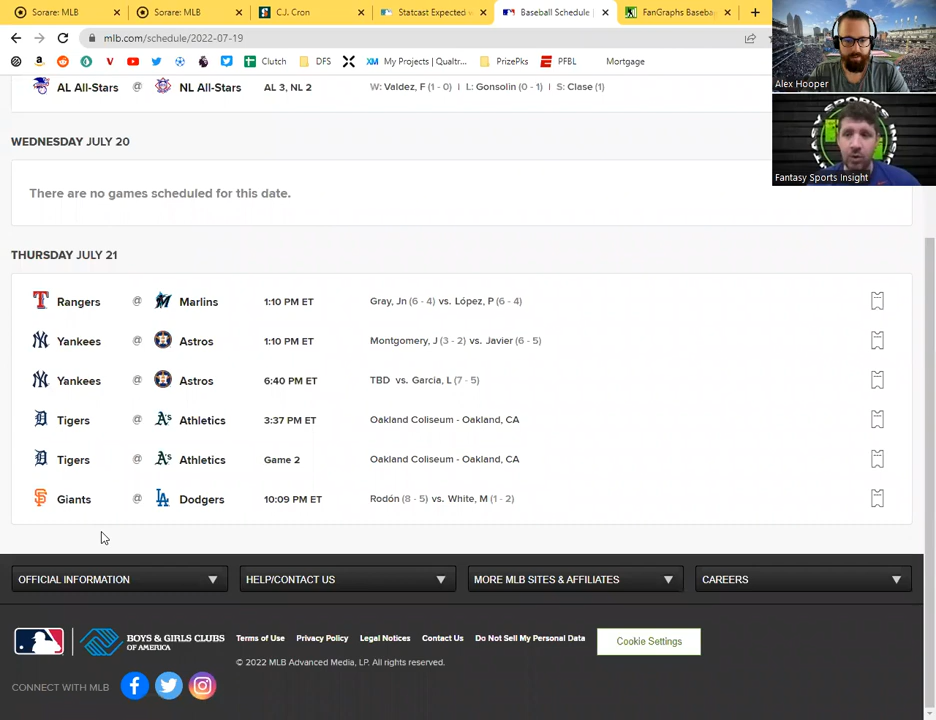 Sorare: MLB
Sorare: MLB
C.J. Cron
Statcast Expected
Baseball Schedule
FanGraphs Baseba
mlb.com/schedule/2022-07-19
Clutch
DFS
My Projects | Qualtr...
PrizePks
PFBL
Mortgage
Alex Hooper
Fantasy Sports Insight
AL All-Stars @ NL All-Stars AL 3, NL 2 W: Valdez, F (1 - 0) | L: Gonsolin (0 - 1) | S: Clase (1)
WEDNESDAY JULY 20
There are no games scheduled for this date.
THURSDAY JULY 21
Rangers @ Marlins 1:10 PM ET Gray, Jn (6 - 4) vs. López, P (6 - 4)
Yankees @ Astros 1:10 PM ET Montgomery, J (3 - 2) vs. Javier (6 - 5)
Yankees @ Astros 6:40 PM ET TBD vs. Garcia, L (7 - 5)
Tigers @ Athletics 3:37 PM ET Oakland Coliseum - Oakland, CA
Tigers @ Athletics Game 2 Oakland Coliseum - Oakland, CA
Giants @ Dodgers 10:09 PM ET Rodón (8 - 5) vs. White, M (1 - 2)
OFFICIAL INFORMATION
HELP/CONTACT US
MORE MLB SITES & AFFILIATES
CAREERS
BOYS & GIRLS CLUBS
OF AMERICA
Terms of Use Privacy Policy Legal Notices Contact Us Do Not Sell My Personal Data
Cookie Settings
© 2022 MLB Advanced Media, LP. All rights reserved.
CONNECT WITH MLB